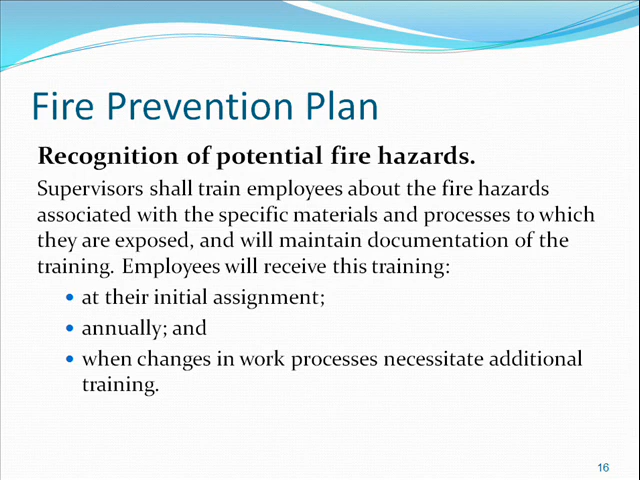 Fire Prevention Plan
Recognition of potential fire hazards.
Supervisors shall train employees about the fire hazards
associated with the specific materials and processes to which
they are exposed, and will maintain documentation of the
training. Employees will receive this training:
• at their initial assignment;
• annually; and
• when changes in work processes necessitate additional
training.
16